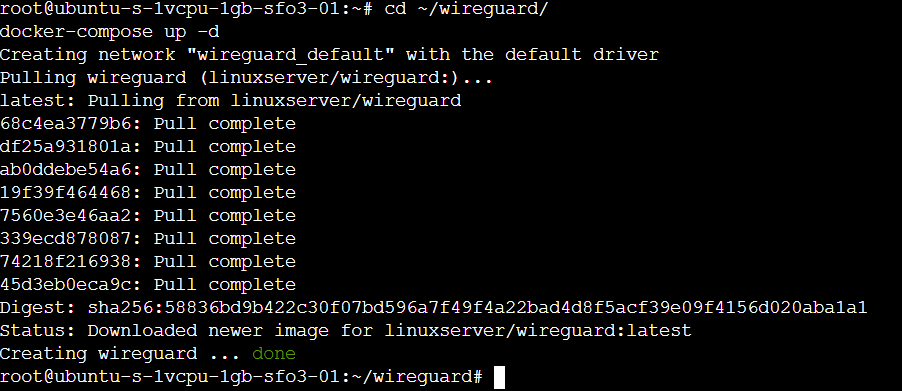 root@ubuntu-s-1vcpu-1gb-sfo3-01:~# cd ~/wireguard/
docker-compose up -d
Creating network "wireguard_default" with the default driver
Pulling wireguard (linuxserver/wireguard:)...
latest: Pulling from linuxserver/wireguard
68c4ea3779b6: Pull complete
df25a931801a: Pull complete
ab0ddebe54a6: Pull complete
19f39f464468: Pull complete
7560e3e46aa2: Pull complete
339ecd878087: Pull complete
74218f216938: Pull complete
45d3eb0eca9c: Pull complete
Digest: sha256:58836bd9b422c30f07bd596a7f49f4a22bad4d8f5acf39e09f4156d020aba1a1
Status: Downloaded newer image for linuxserver/wireguard:latest
Creating wireguard ... done
root@ubuntu-s-1vcpu-1gb-sfo3-01:~/wireguard#